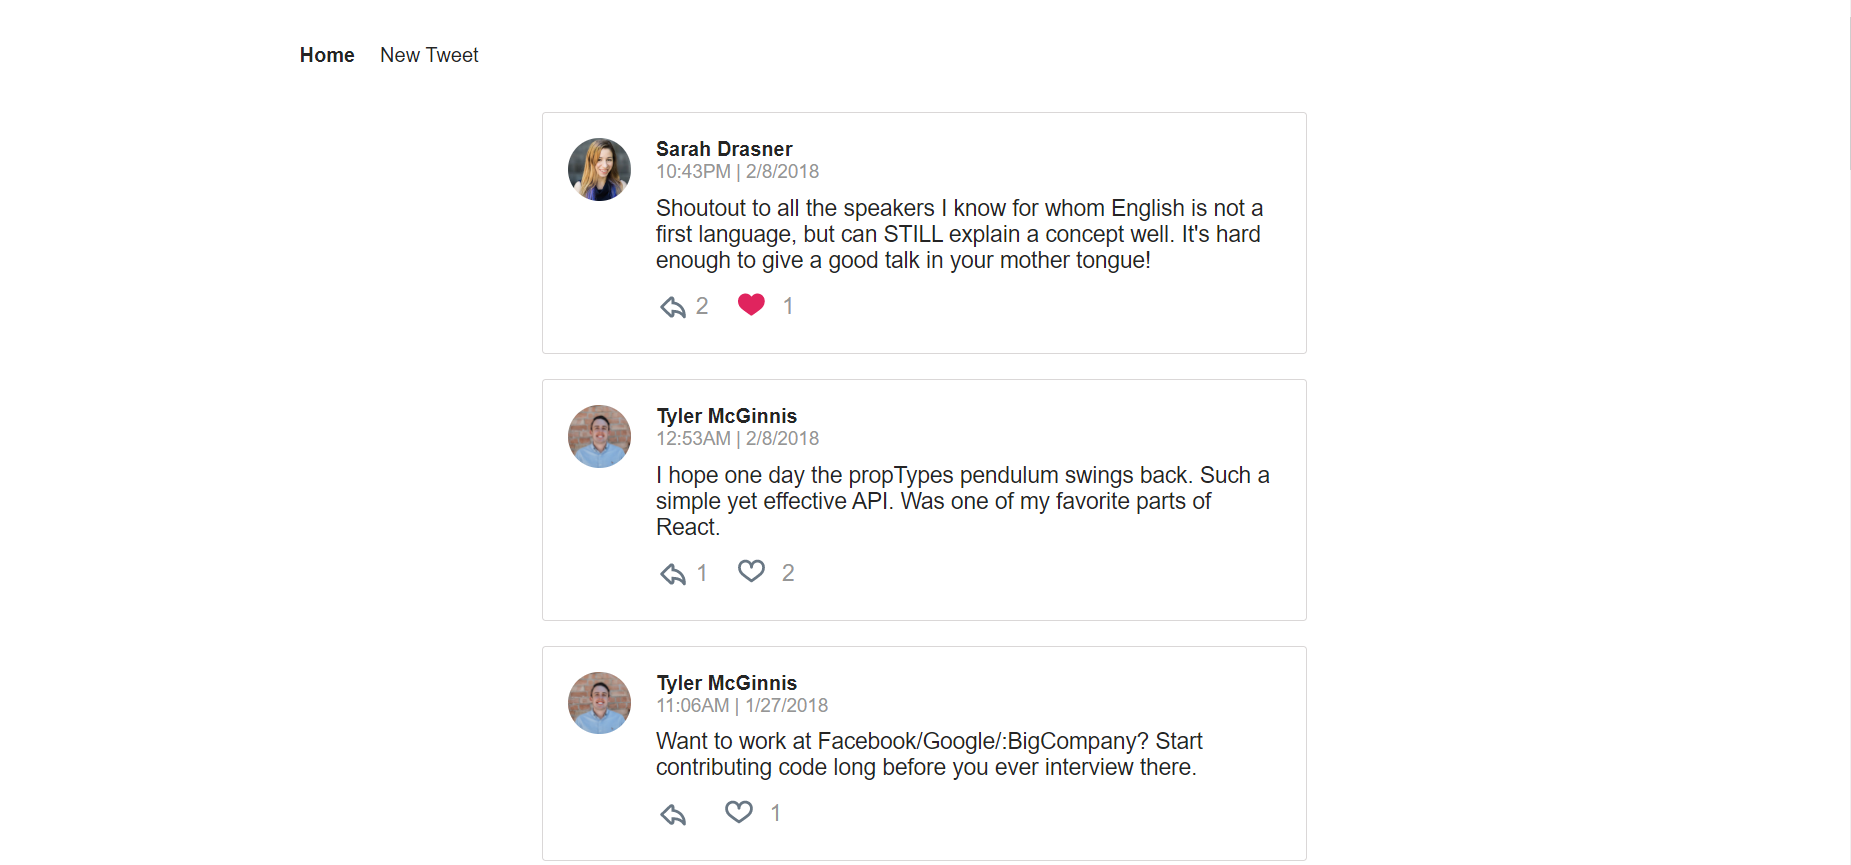 Home New Tweet
Sarah Drasner
10:43PM | 2/8/2018
Shoutout to all the speakers I know for whom English is not a
first language, but can STILL explain a concept well. It's hard
enough to give a good talk in your mother tongue!
2 1
Tyler McGinnis
12:53AM | 2/8/2018
I hope one day the propTypes pendulum swings back. Such a
simple yet effective API. Was one of my favorite parts of
React.
1 2
Tyler McGinnis
11:06AM | 1/27/2018
Want to work at Facebook/Google/:BigCompany? Start
contributing code long before you ever interview there.
1